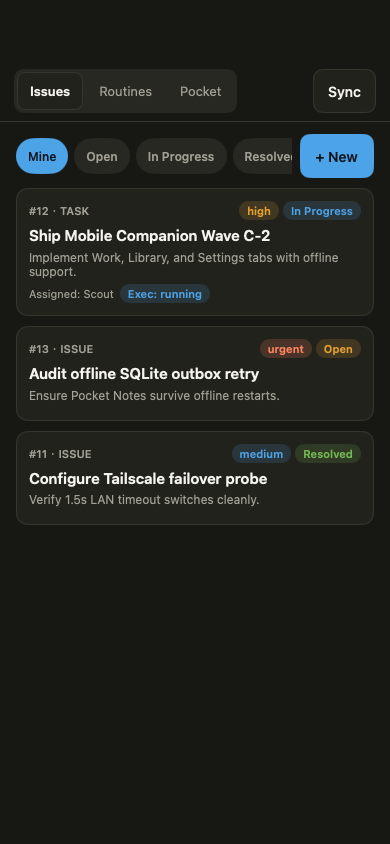 Issues Routines Pocket Sync
Mine Open In Progress Resolved + New
#12 · TASK high In Progress
Ship Mobile Companion Wave C-2
Implement Work, Library, and Settings tabs with offline
support.
Assigned: Scout Exec: running
#13 · ISSUE urgent Open
Audit offline SQLite outbox retry
Ensure Pocket Notes survive offline restarts.
#11 · ISSUE medium Resolved
Configure Tailscale failover probe
Verify 1.5s LAN timeout switches cleanly.